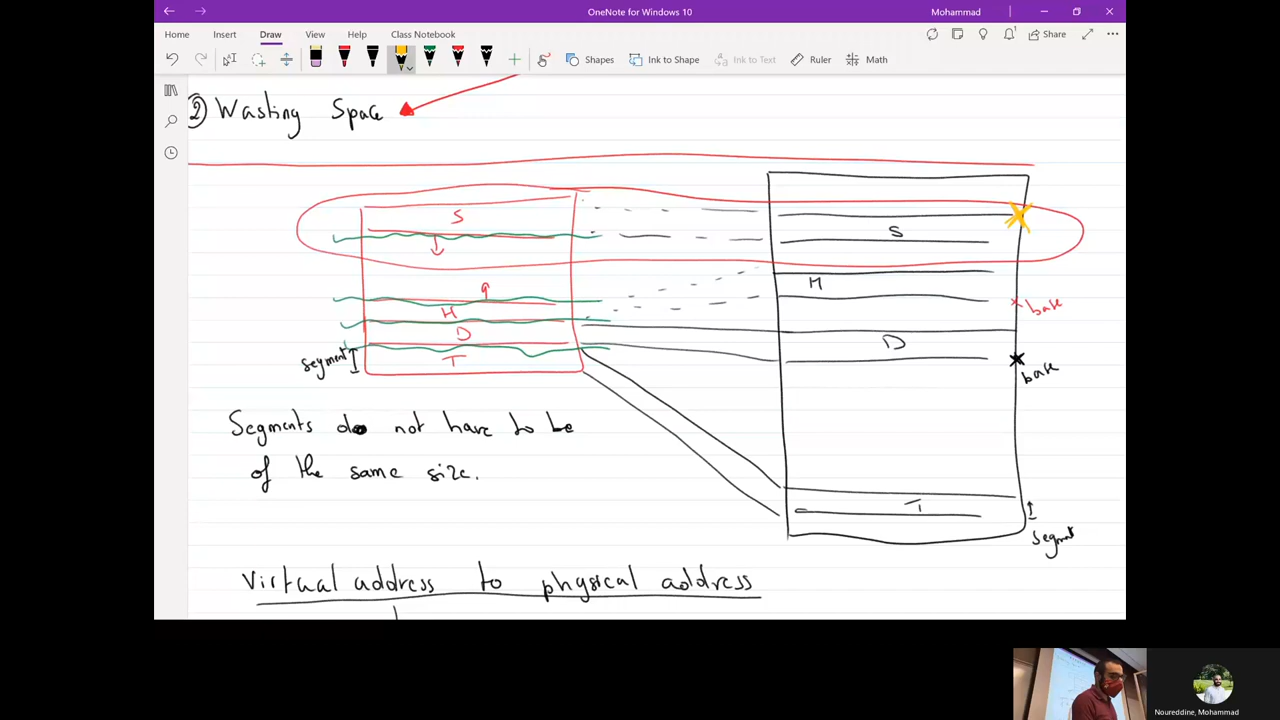 OneNote for Windows 10
Mohammad
Home Insert Draw View Help Class Notebook
Share
Shapes Ink to Shape Ink to Text Ruler Math
② Wasting Space
S
S
H
H
base
D
D
segment
T
base
Segments do not have to be
of the same size.
T
segment
Virtual address to physical address
Noureddine, Mohammad